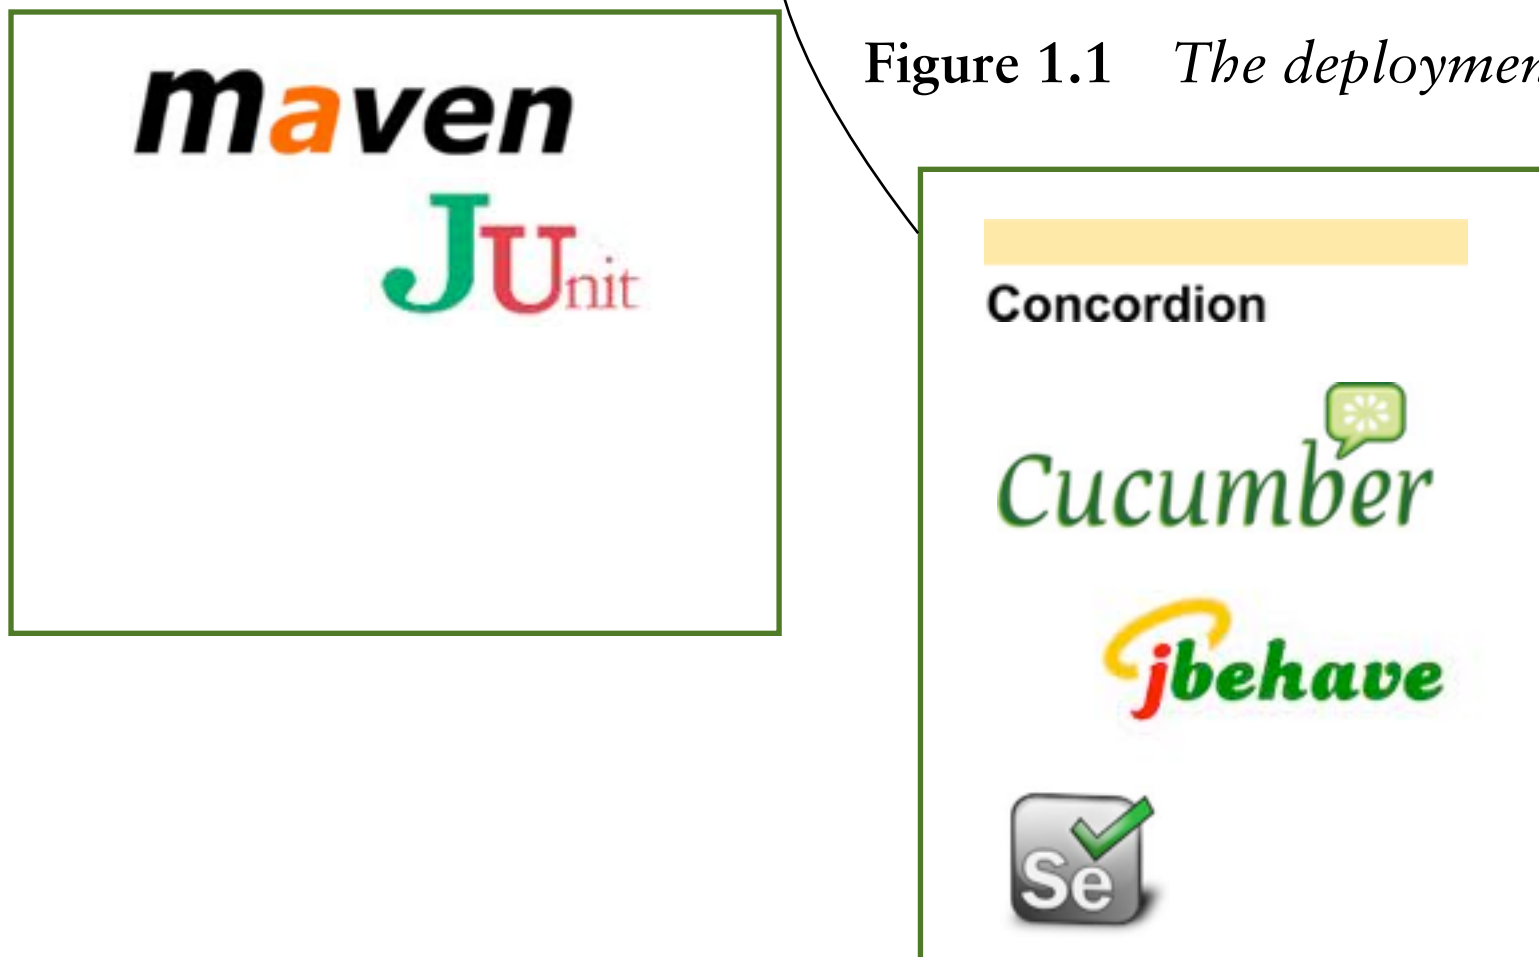 maven
JUnit
Figure 1.1 The deploymen
Concordion
Cucumber
jbehave
Se